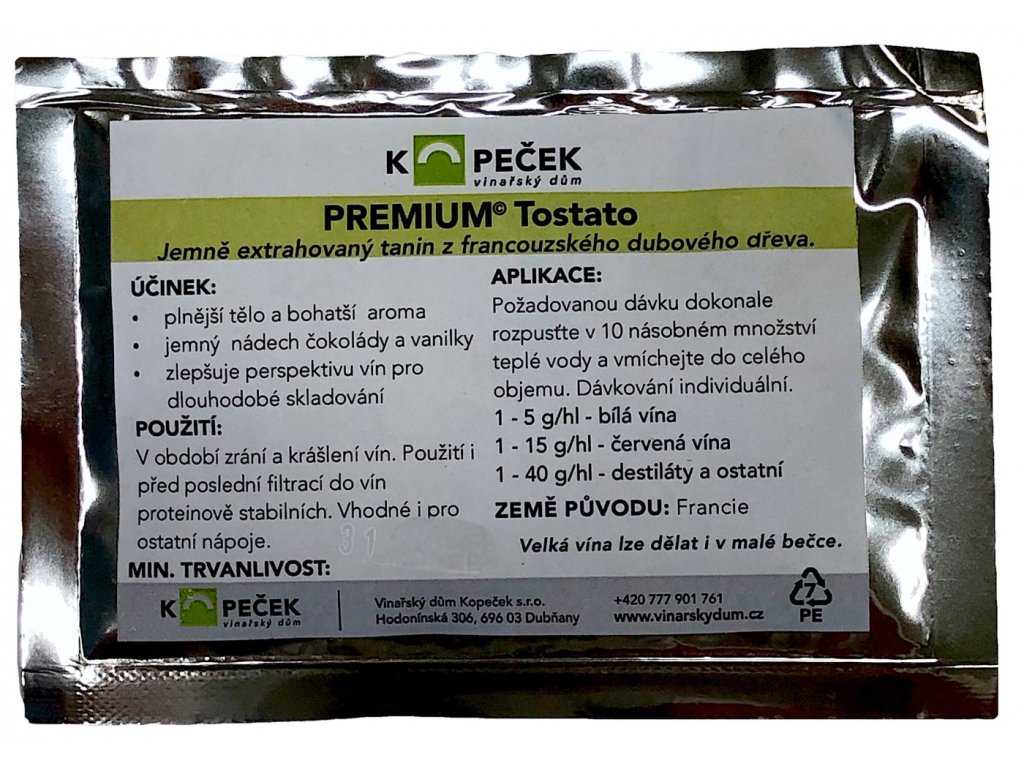 K PEČEK
vinařský dům
PREMIUM© Tostato
Jemně extrahovaný tanin z francouzského dubového dřeva.
ÚČINEK:
• plnější tělo a bohatší aroma
• jemný nádech čokolády a vanilky
• zlepšuje perspektivu vín pro
dlouhodobé skladování
POUŽITÍ:
V období zrání a krášlení vín. Použití i
před poslední filtrací do vín
proteinově stabilních. Vhodné i pro
ostatní nápoje.
31
MIN. TRVANLIVOST:
APLIKACE:
Požadovanou dávku dokonale
rozpusťte v 10 násobném množství
teplé vody a vmíchejte do celého
objemu. Dávkování individuální.
1 - 5 g/hl - bílá vína
1 - 15 g/hl - červená vína
1 - 40 g/hl - destiláty a ostatní
ZEMĚ PŮVODU: Francie
Velká vína lze dělat i v malé bečce.
K PEČEK
vinařský dům
Vinařský dům Kopeček s.r.o.
Hodonínská 306, 696 03 Dubňany
+420 777 901 761
www.vinarskydum.cz
7
PE